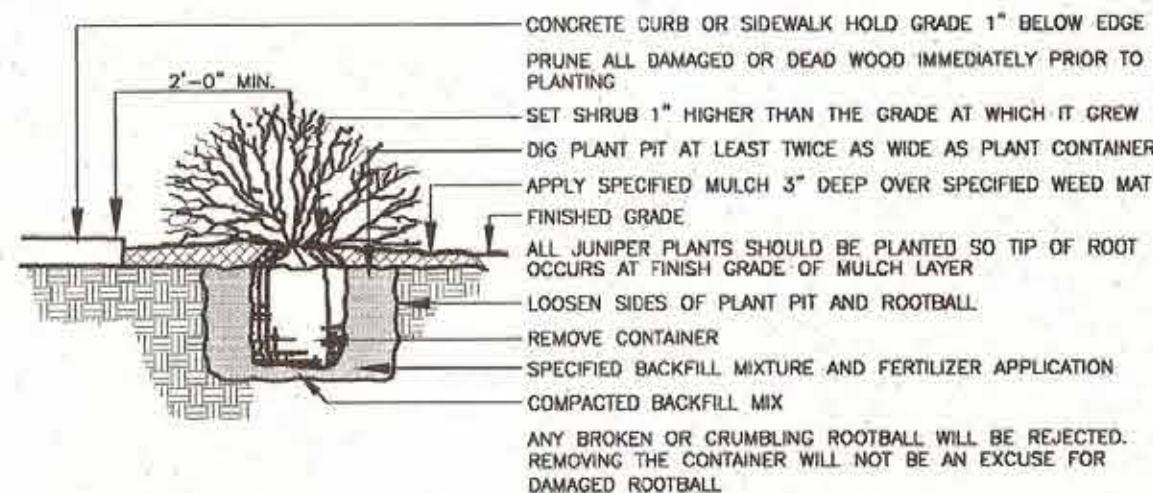 CONCRETE CURB OR SIDEWALK HOLD GRADE 1" BELOW EDGE
PRUNE ALL DAMAGED OR DEAD WOOD IMMEDIATELY PRIOR TO
PLANTING
2'-0" MIN.
SET SHRUB 1" HIGHER THAN THE GRADE AT WHICH IT GREW
DIG PLANT PIT AT LEAST TWICE AS WIDE AS PLANT CONTAINER
APPLY SPECIFIED MULCH 3" DEEP OVER SPECIFIED WEED MAT
FINISHED GRADE
ALL JUNIPER PLANTS SHOULD BE PLANTED SO TIP OF ROOT
OCCURS AT FINISH GRADE OF MULCH LAYER
LOOSEN SIDES OF PLANT PIT AND ROOTBALL
REMOVE CONTAINER
SPECIFIED BACKFILL MIXTURE AND FERTILIZER APPLICATION
COMPACTED BACKFILL MIX
ANY BROKEN OR CRUMBLING ROOTBALL WILL BE REJECTED.
REMOVING THE CONTAINER WILL NOT BE AN EXCUSE FOR
DAMAGED ROOTBALL